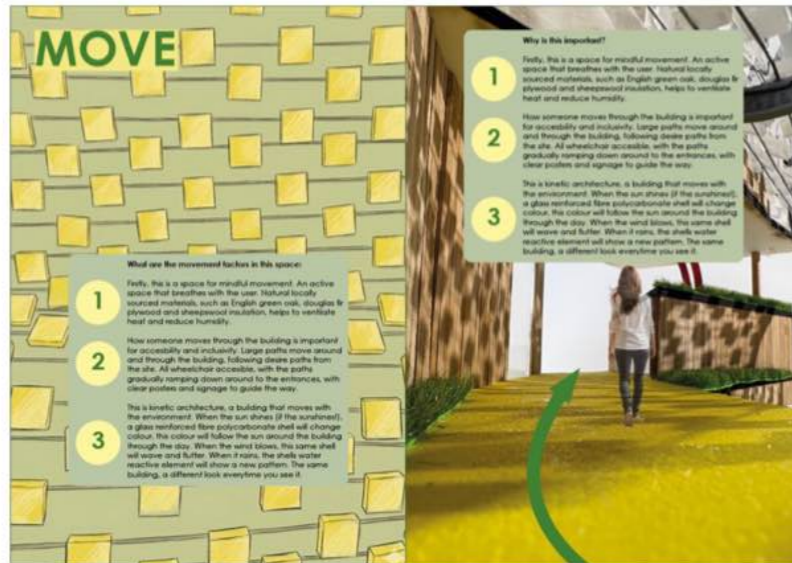 MOVE
What are the movement factors in this space:
1
Firstly, this is a space for mindful movement. An active
space that breathes with the user. Natural locally
sourced materials, such as English green oak, douglas fir
plywood and sheepswool insulation, helps to ventilate
heat and reduce humidity.
2
How someone moves through the building is important
for accesibility and inclusivity. Large paths move around
and through the building, following desire paths from
the site. All wheelchair accesible, with the paths
gradually ramping down around to the entrances, with
clear posters and signage to guide the way.
3
This is kinetic architecture, a building that moves with
the environment. When the sun shines (if the sunshines!),
a glass reinforced fibre polycarbonate shell will change
colour, this colour will follow the sun around the building
through the day. When the wind blows, this same shell
will wave and flutter. When it rains, the shells water
reactive element will show a new pattern. The same
building, a different look everytime you see it.
Why is this important?
1
Firstly, this is a space for mindful movement. An active
space that breathes with the user. Natural locally
sourced materials, such as English green oak, douglas fir
plywood and sheepswool insulation, helps to ventilate
heat and reduce humidity.
2
How someone moves through the building is important
for accesibility and inclusivity. Large paths move around
and through the building, following desire paths from
the site. All wheelchair accesible, with the paths
gradually ramping down around to the entrances, with
clear posters and signage to guide the way.
3
This is kinetic architecture, a building that moves with
the environment. When the sun shines (if the sunshines!),
a glass reinforced fibre polycarbonate shell will change
colour, this colour will follow the sun around the building
through the day. When the wind blows, this same shell
will wave and flutter. When it rains, the shells water
reactive element will show a new pattern. The same
building, a different look everytime you see it.